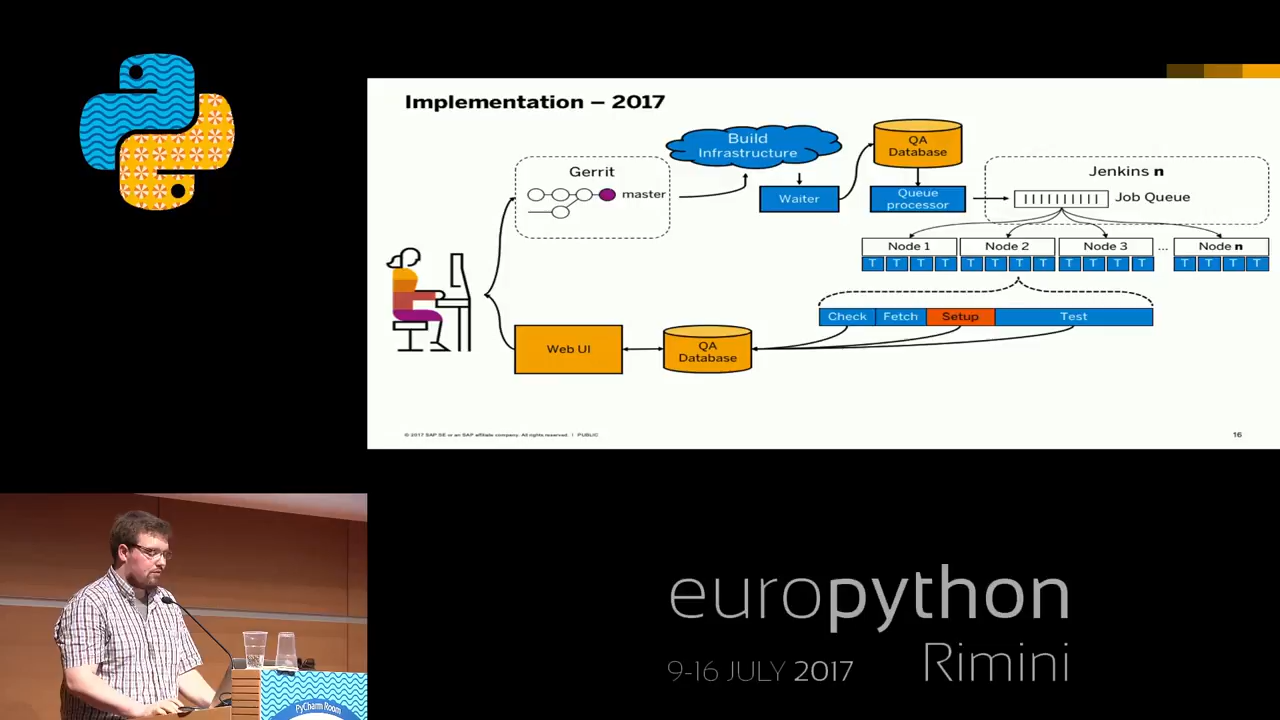 Implementation – 2017
Build
Infrastructure
QA
Database
Gerrit
master
Waiter
Queue
processor
Jenkins n
Job Queue
Node 1
Node 2
Node 3
...
Node n
T T T T T T T T T T T T T T T T
Check
Fetch
Setup
Test
Web UI
QA
Database
© 2017 SAP SE or an SAP affiliate company. All rights reserved. | PUBLIC
16
PyCharm Room
europython
Rimini
9-16 JULY 2017